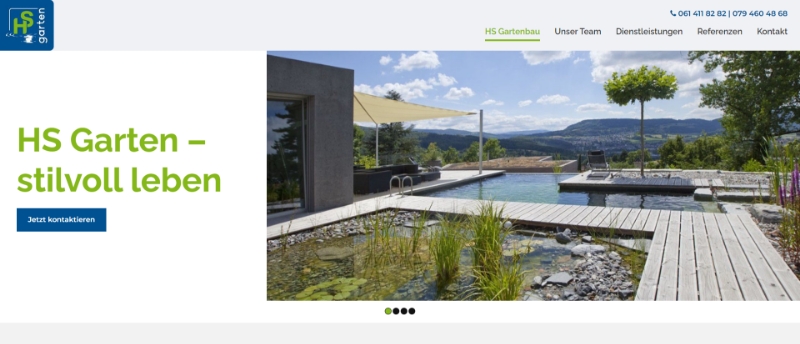 HS
garten
061 411 82 82 | 079 460 48 68
HS Gartenbau Unser Team Dienstleistungen Referenzen Kontakt
HS Garten –
stilvoll leben
Jetzt kontaktieren